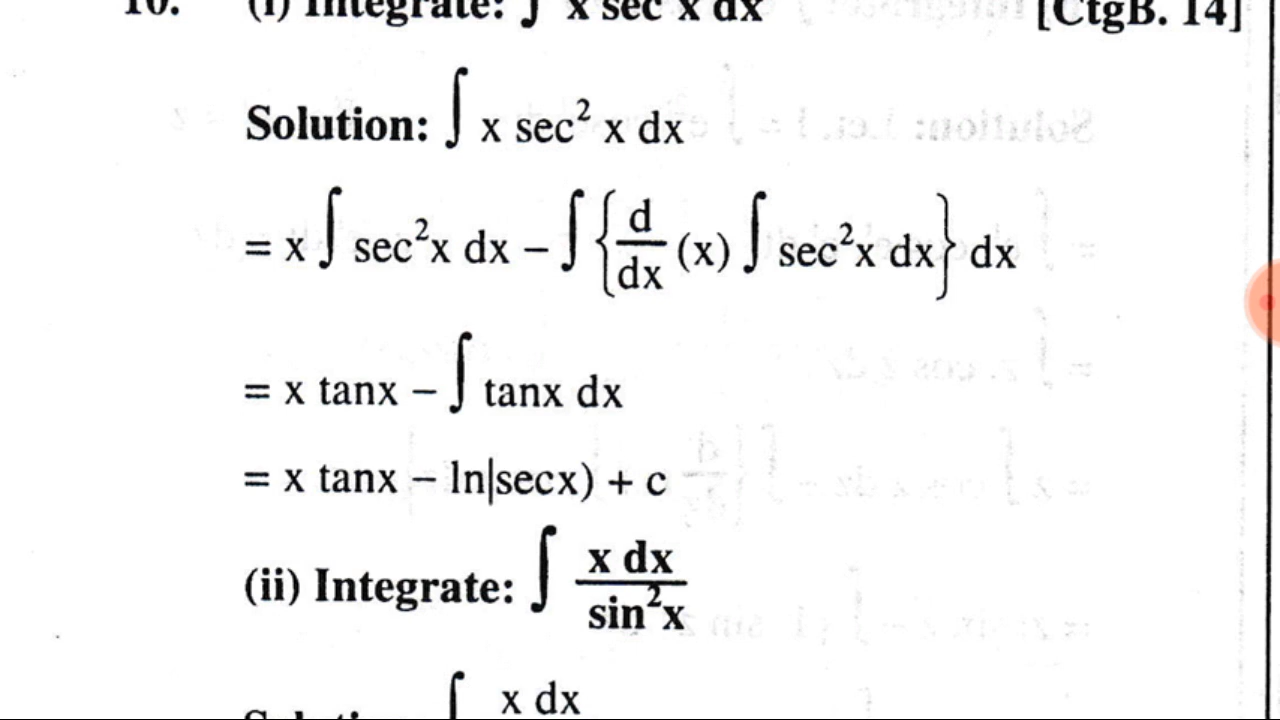 10. (i) Integrate: ∫ x sec² x dx [CtgB. 14]
Solution: ∫ x sec² x dx
= x ∫ sec²x dx – ∫ {d/dx (x) ∫ sec²x dx} dx
= x tanx – ∫ tanx dx
= x tanx – ln|secx) + c
(ii) Integrate: ∫ x dx / sin²x
Solution: ∫ x dx